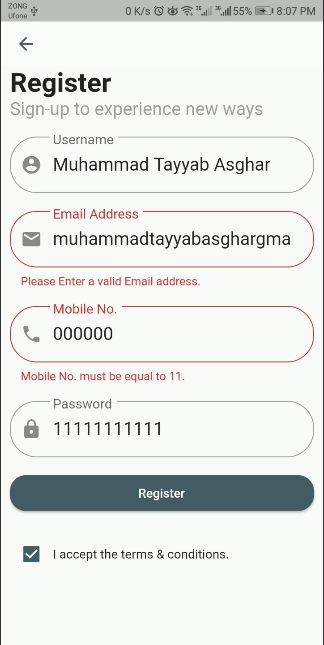 ZONG
Ufone
0 K/s 3G 3G 55% 8:07 PM
Register
Sign-up to experience new ways
Username
Muhammad Tayyab Asghar
Email Address
muhammadtayyabasghargma
Please Enter a valid Email address.
Mobile No.
000000
Mobile No. must be equal to 11.
Password
11111111111
Register
I accept the terms & conditions.